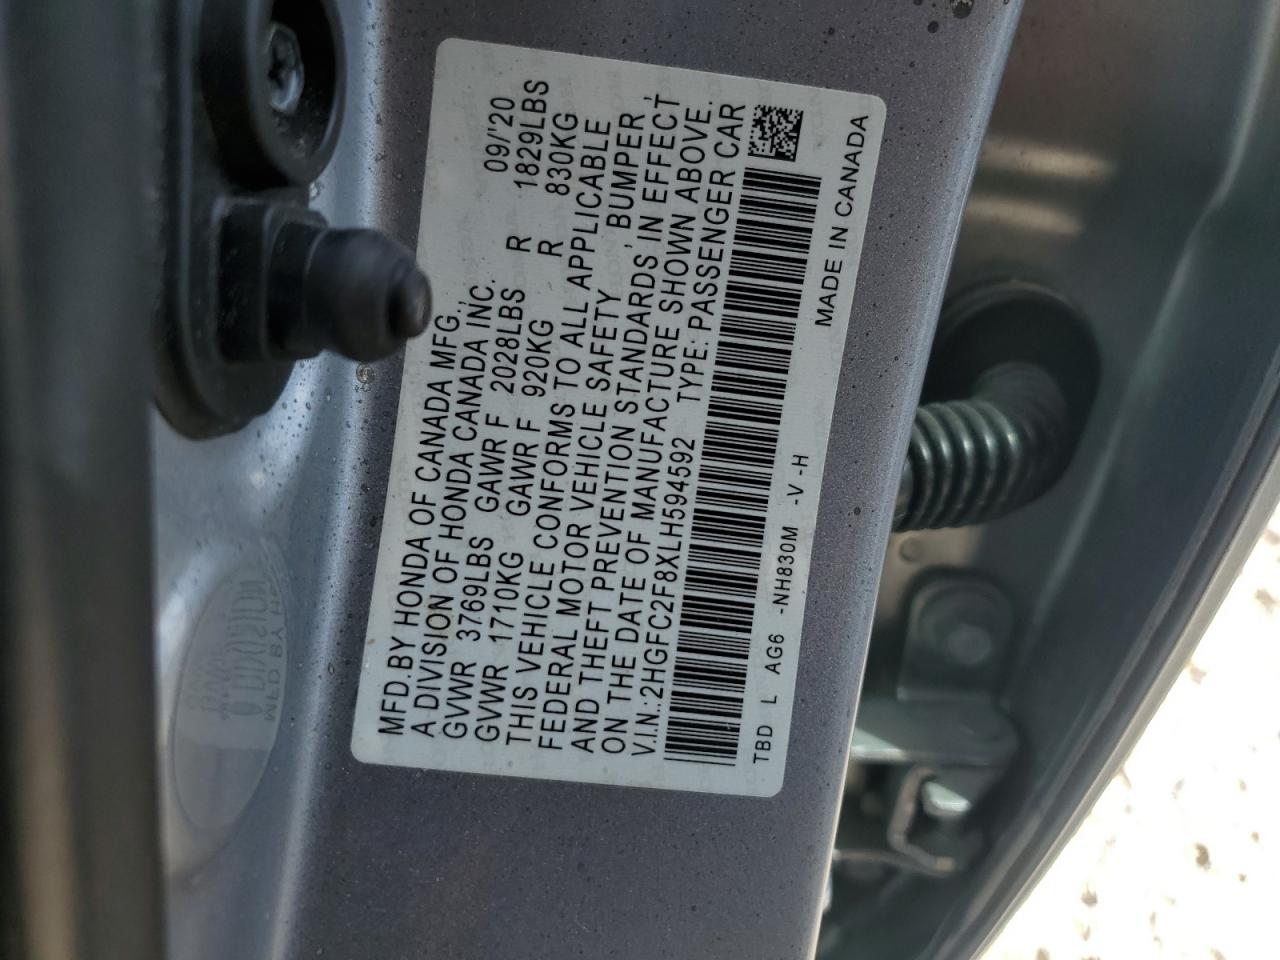 MFD.BY HONDA OF CANADA MFG., 09/'20
A DIVISION OF HONDA CANADA INC.
GVWR 3769LBS GAWR F 2028LBS R 1829LBS
GVWR 1710KG GAWR F 920KG R 830KG
THIS VEHICLE CONFORMS TO ALL APPLICABLE
FEDERAL MOTOR VEHICLE SAFETY , BUMPER ,
AND THEFT PREVENTION STANDARDS IN EFFECT
ON THE DATE OF MANUFACTURE SHOWN ABOVE.
V.I.N.:2HGFC2F8XLH594592 TYPE: PASSENGER CAR
TBD L AG6 -NH830M -V -H
MADE IN CANADA
MFD BY HONDA